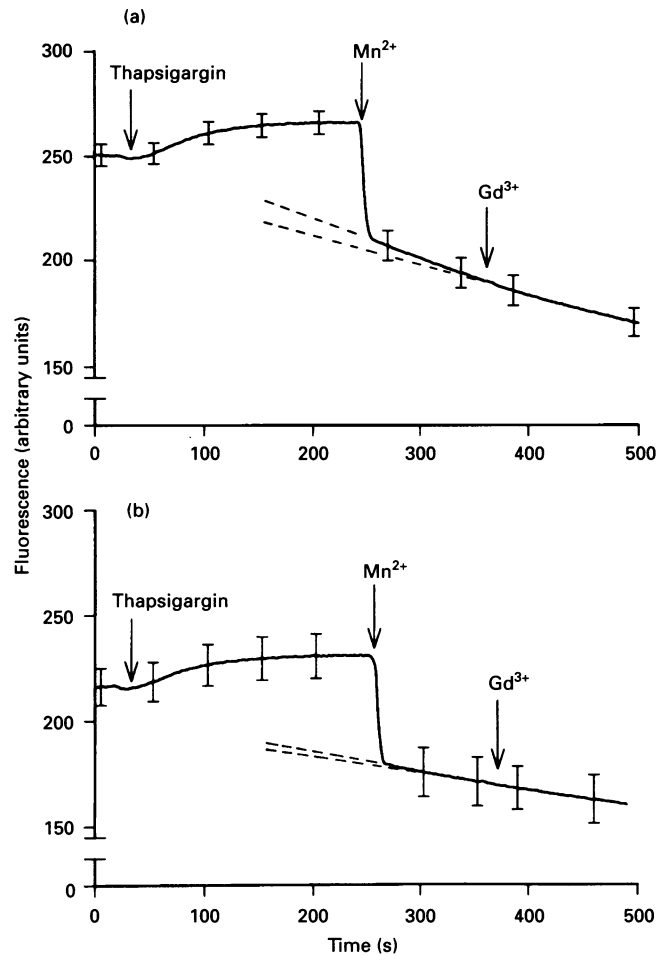 (a)
300
250
200
150
0
Thapsigargin
Mn²⁺
Gd³⁺
0 100 200 300 400 500
Fluorescence (arbitrary units)
(b)
300
250
200
150
0
Thapsigargin
Mn²⁺
Gd³⁺
0 100 200 300 400 500
Time (s)